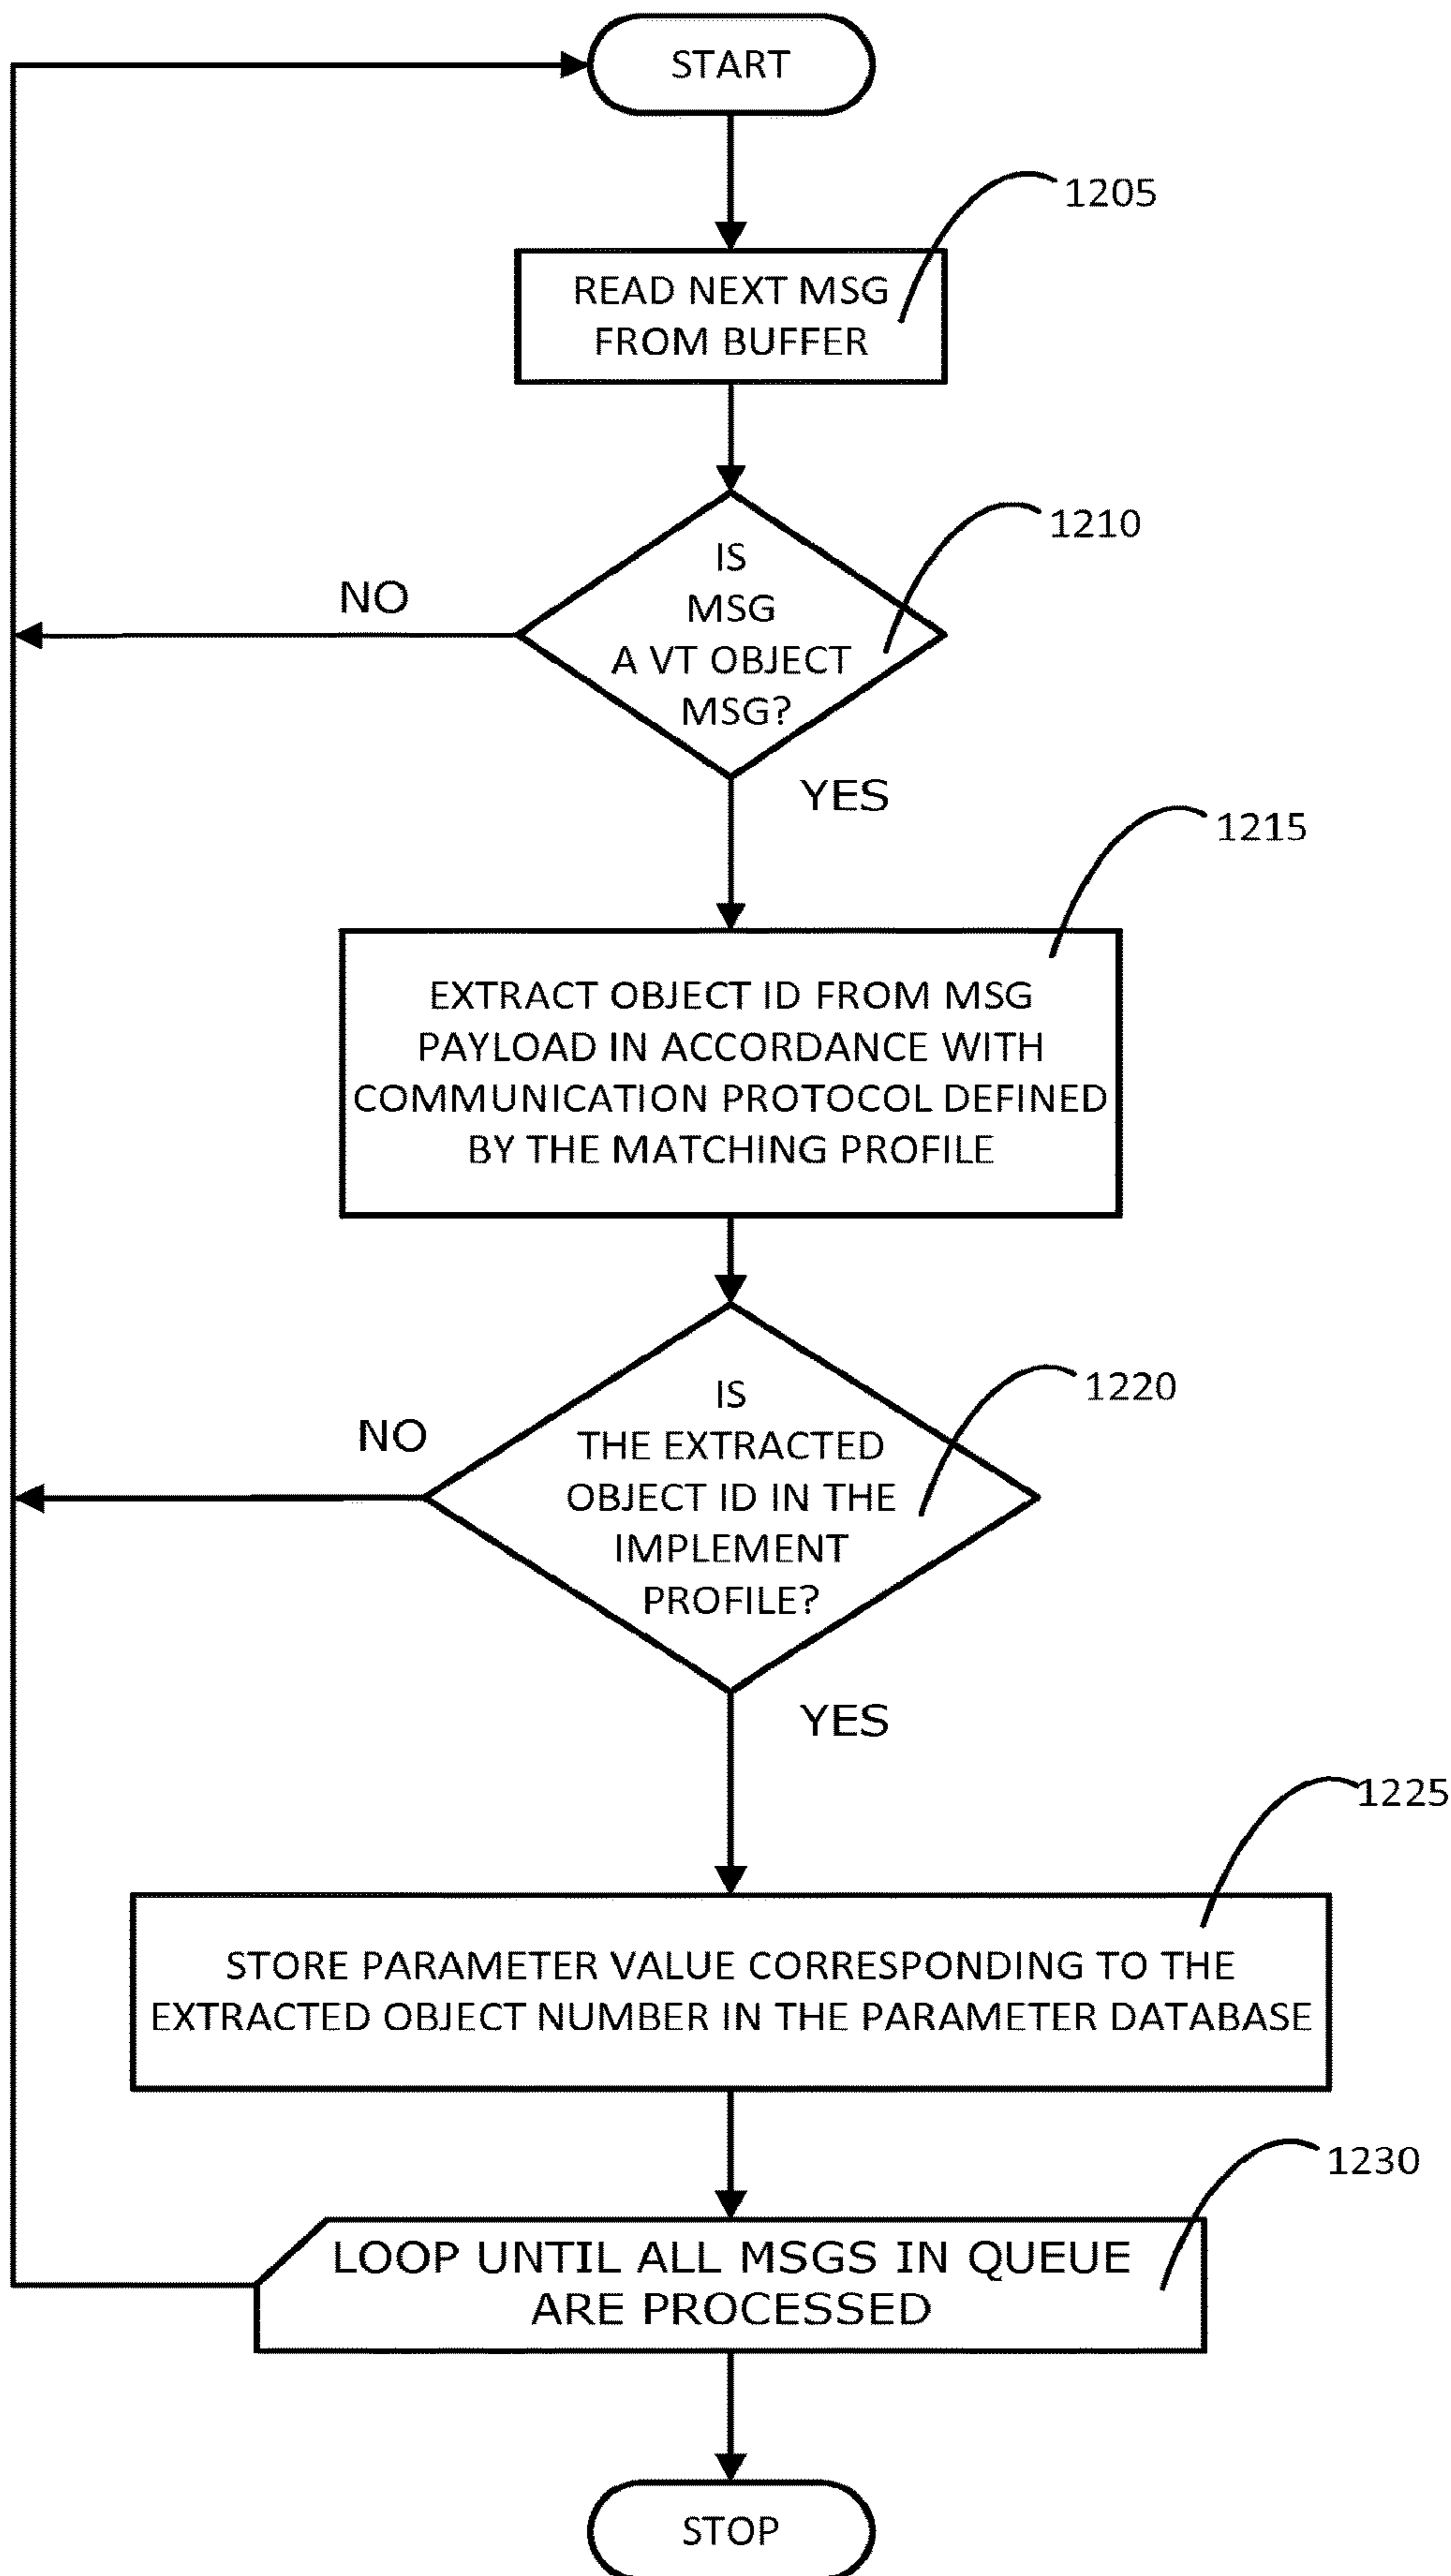 START
1205
READ NEXT MSG
FROM BUFFER
1210
IS
MSG
A VT OBJECT
MSG?
NO
YES
1215
EXTRACT OBJECT ID FROM MSG
PAYLOAD IN ACCORDANCE WITH
COMMUNICATION PROTOCOL DEFINED
BY THE MATCHING PROFILE
1220
IS
THE EXTRACTED
OBJECT ID IN THE
IMPLEMENT
PROFILE?
NO
YES
1225
STORE PARAMETER VALUE CORRESPONDING TO THE
EXTRACTED OBJECT NUMBER IN THE PARAMETER DATABASE
1230
LOOP UNTIL ALL MSGS IN QUEUE
ARE PROCESSED
STOP